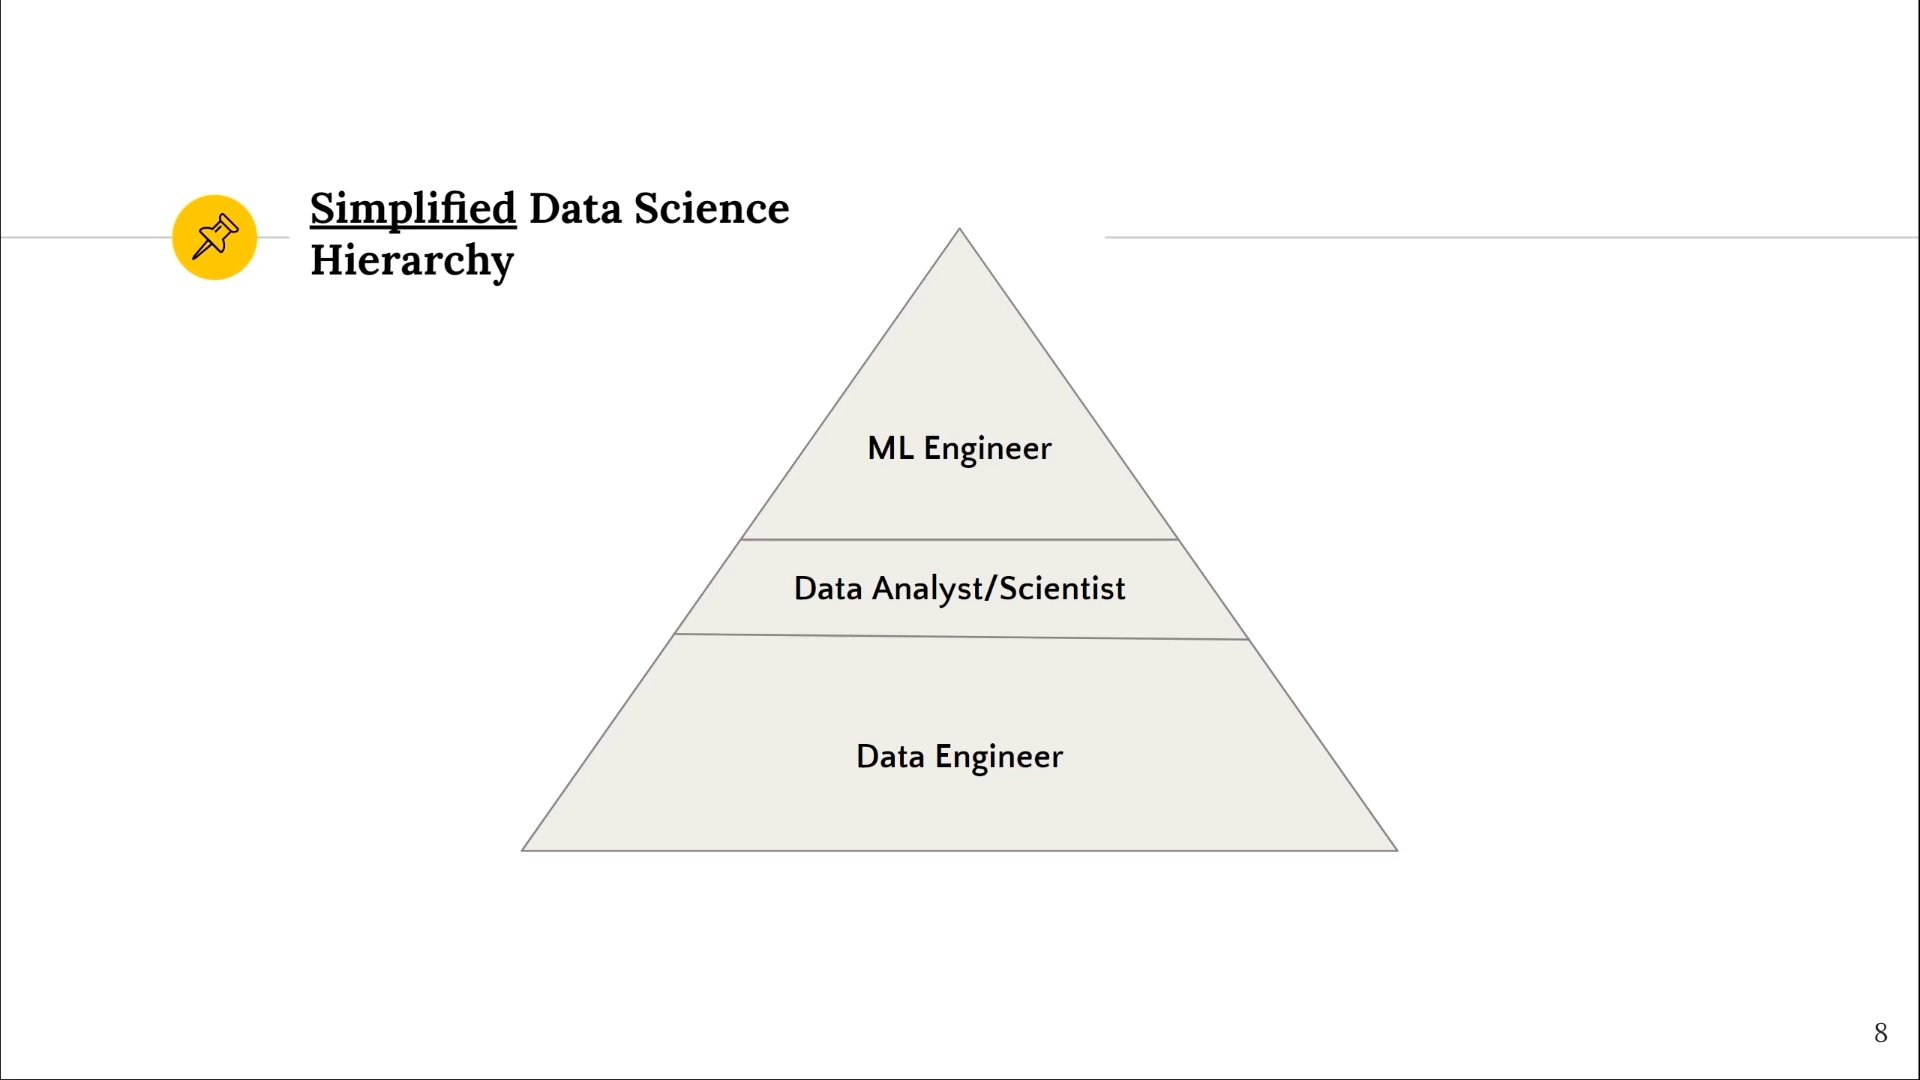 Simplified Data Science
Hierarchy
ML Engineer
Data Analyst/Scientist
Data Engineer
8